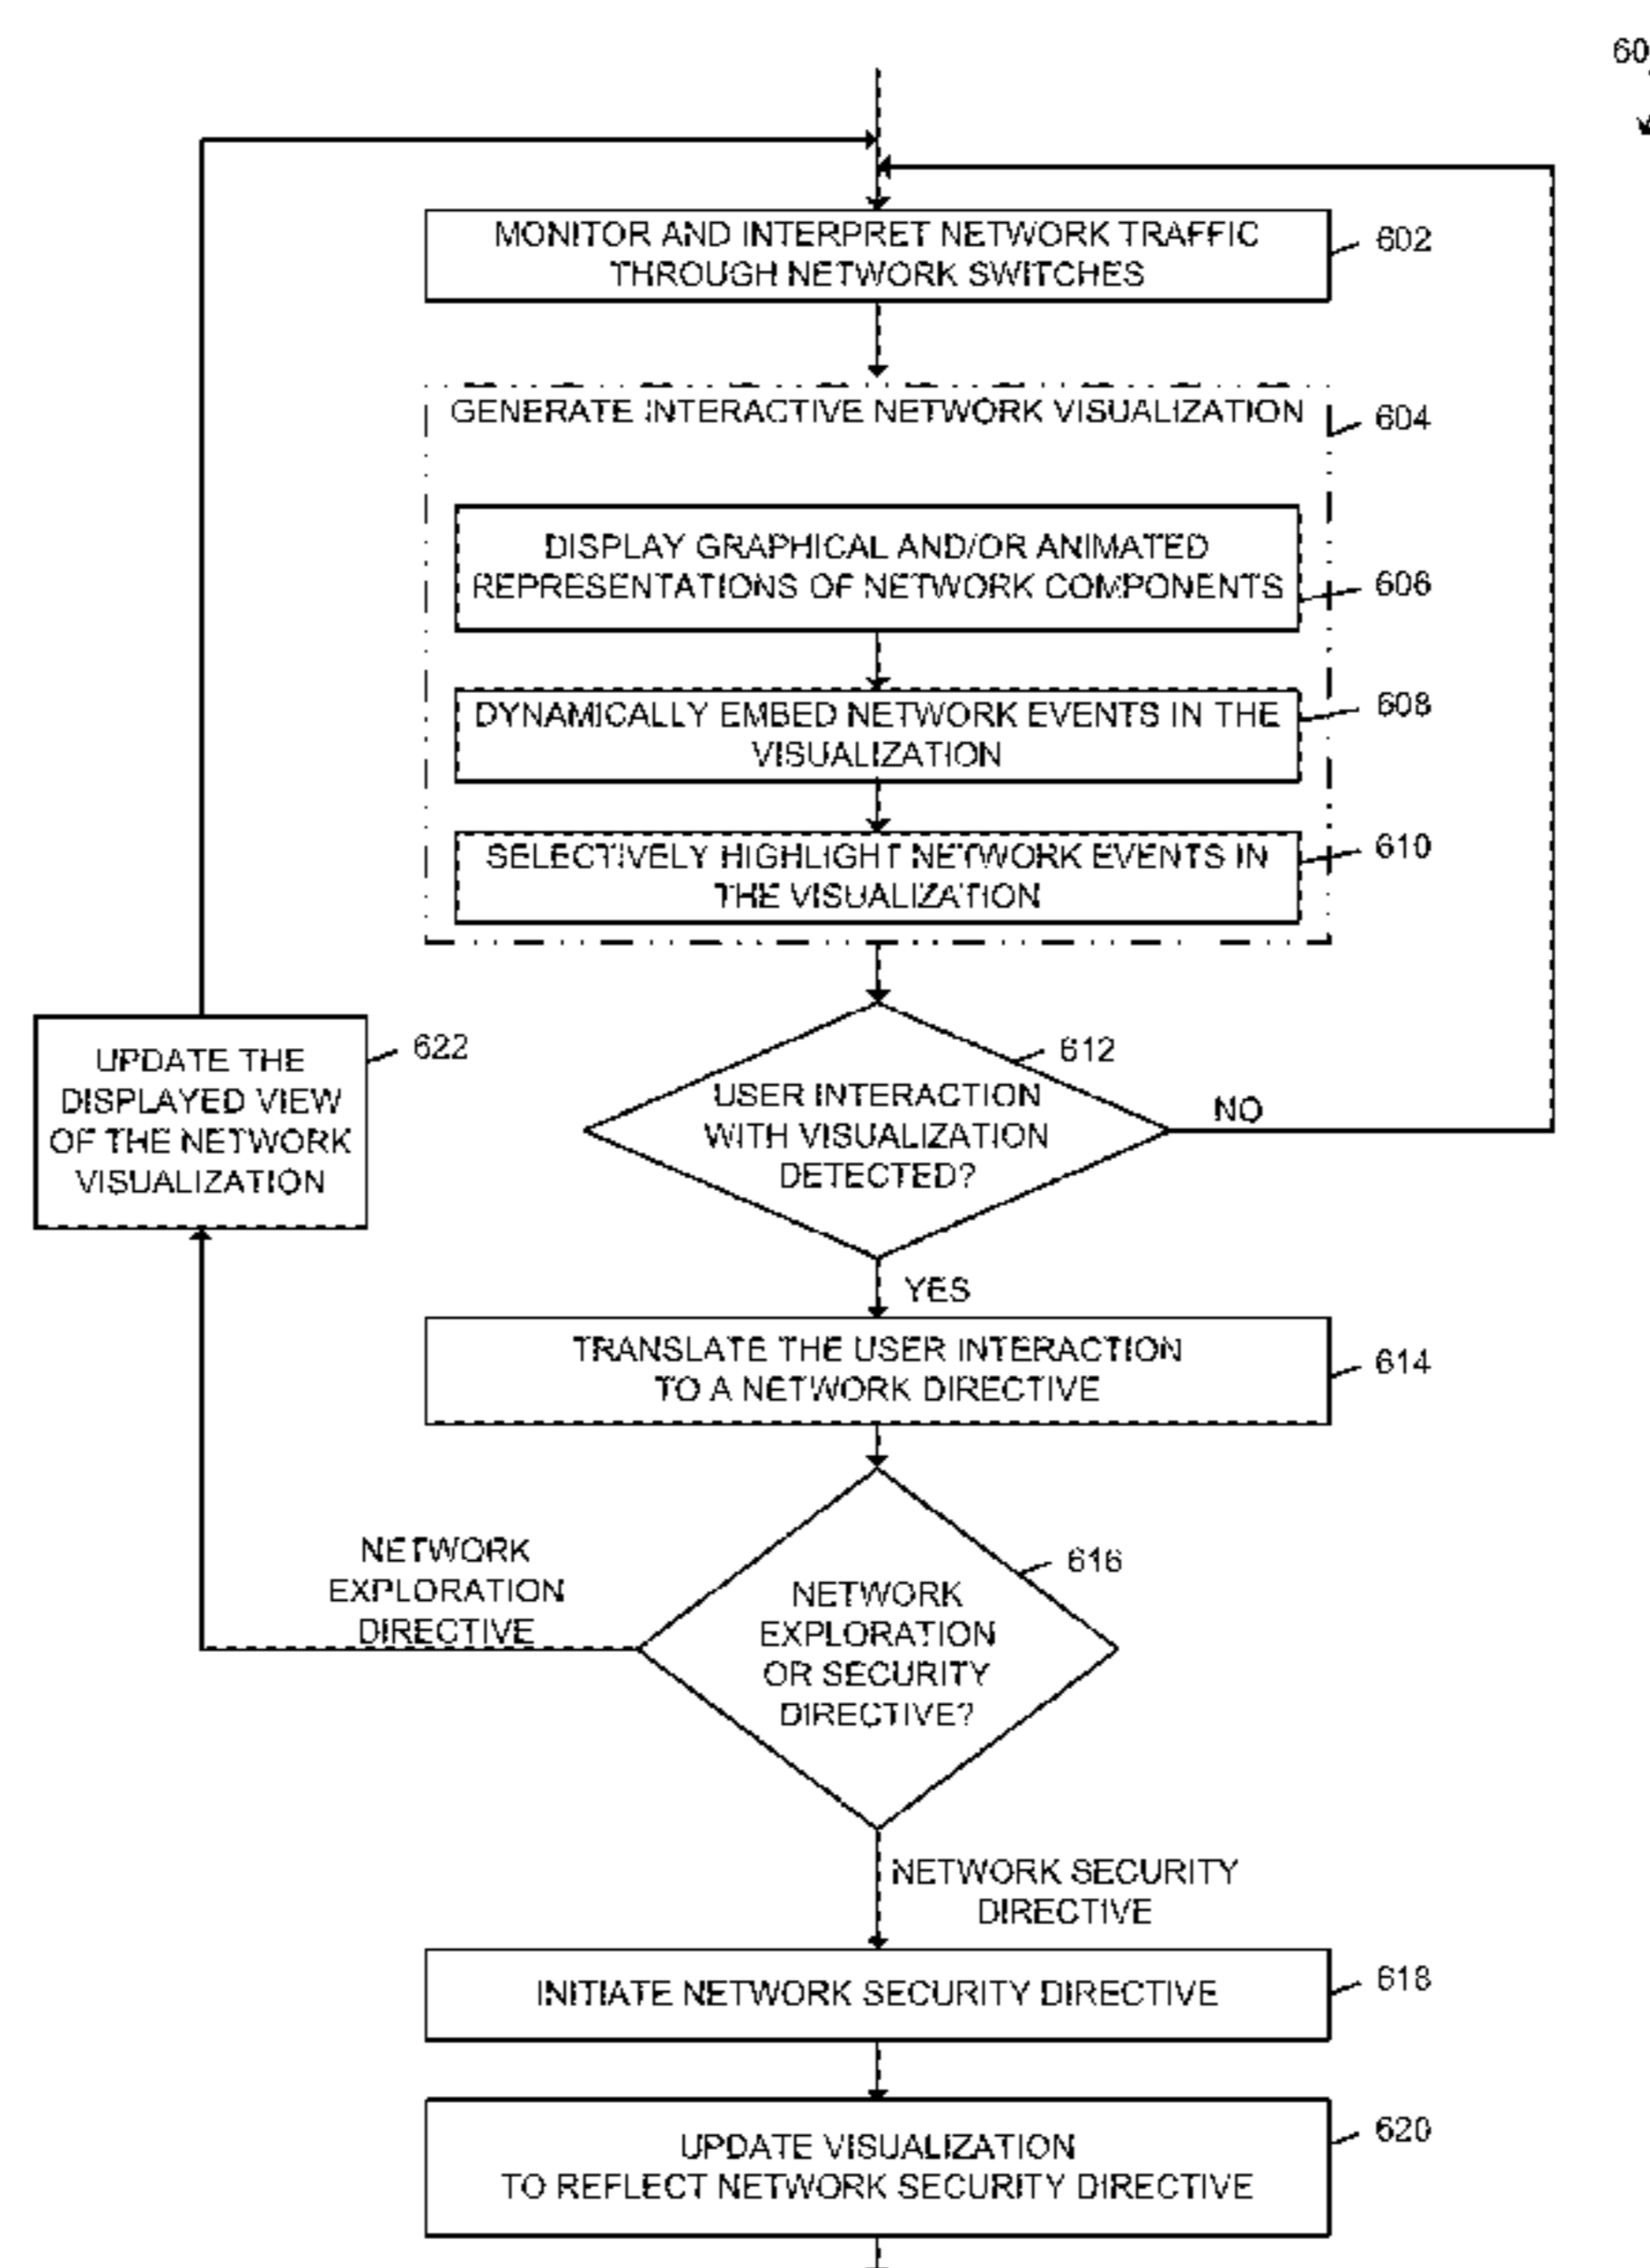 60
MONITOR AND INTERPRET NETWORK TRAFFIC
THROUGH NETWORK SWITCHES
602
GENERATE INTERACTIVE NETWORK VISUALIZATION
604
DISPLAY GRAPHICAL AND/OR ANIMATED
REPRESENTATIONS OF NETWORK COMPONENTS
606
DYNAMICALLY EMBED NETWORK EVENTS IN THE
VISUALIZATION
608
SELECTIVELY HIGHLIGHT NETWORK EVENTS IN
THE VISUALIZATION
610
UPDATE THE
DISPLAYED VIEW
OF THE NETWORK
VISUALIZATION
622
USER INTERACTION
WITH VISUALIZATION
DETECTED?
612
NO
YES
TRANSLATE THE USER INTERACTION
TO A NETWORK DIRECTIVE
614
NETWORK
EXPLORATION
DIRECTIVE
NETWORK
EXPLORATION
OR SECURITY
DIRECTIVE?
616
NETWORK SECURITY
DIRECTIVE
INITIATE NETWORK SECURITY DIRECTIVE
618
UPDATE VISUALIZATION
TO REFLECT NETWORK SECURITY DIRECTIVE
620